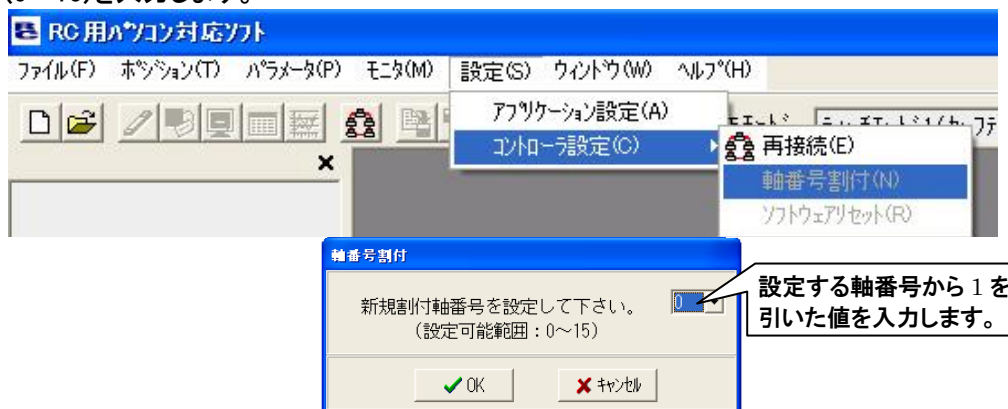 (0～15)を入力します。
RC用パソコン対応ソフト
ファイル(F) ポジション(T) パラメータ(P) モニタ(M) 設定(S) ウィンドウ(W) ヘルプ(H)
アプリケーション設定(A)
コントローラ設定(C)
再接続(E)
軸番号割付(N)
ソフトウェアリセット(R)
軸番号割付
新規割付軸番号を設定して下さい。
(設定可能範囲：0～15)
0
設定する軸番号から 1 を
引いた値を入力します。
OK キャンセル